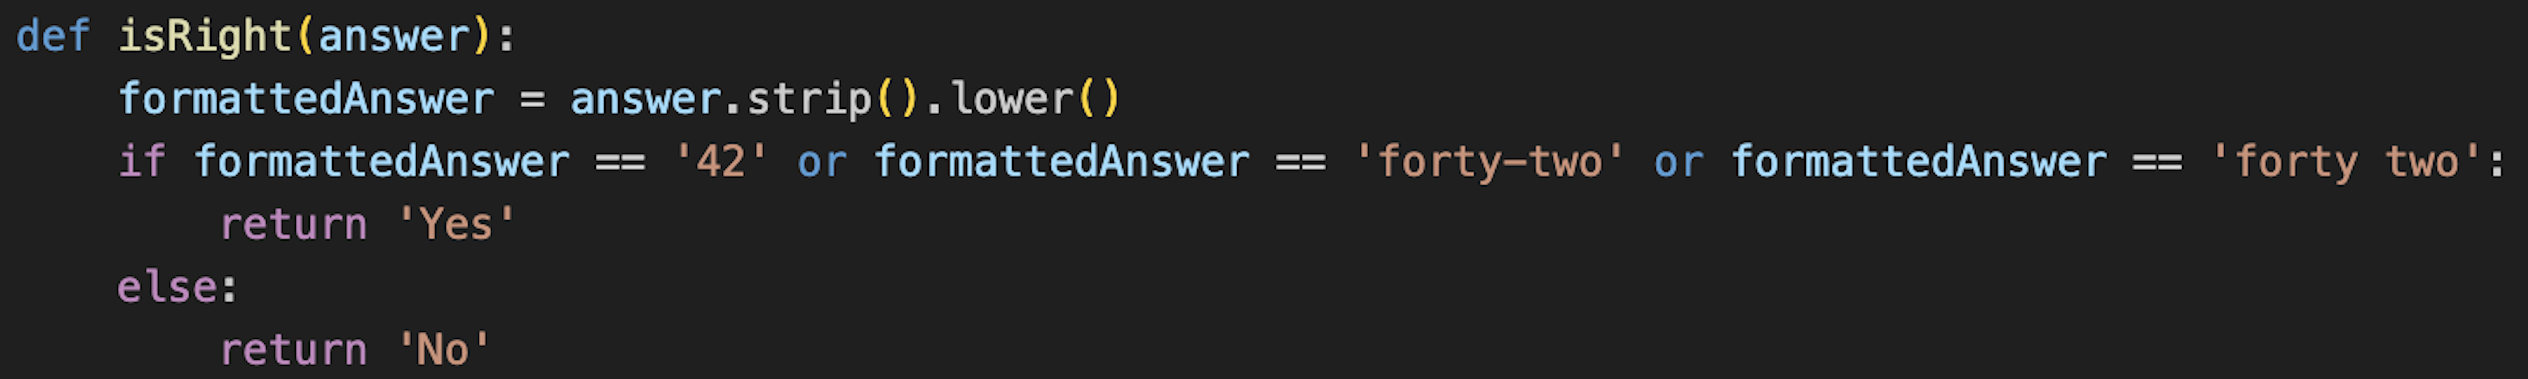 def isRight(answer):
    formattedAnswer = answer.strip().lower()
    if formattedAnswer == '42' or formattedAnswer == 'forty-two' or formattedAnswer == 'forty two':
        return 'Yes'
    else:
        return 'No'